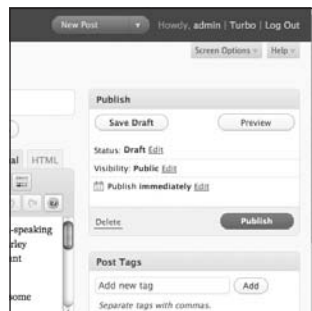 New Post
Howdy, admin | Turbo | Log Out
Screen Options
Help
Publish
Save Draft
Preview
Status: Draft Edit
Visibility: Public Edit
Publish immediately Edit
Delete
Publish
al
HTML
-speaking
rley
ant
ome
Post Tags
Add new tag
Add
Separate tags with commas.